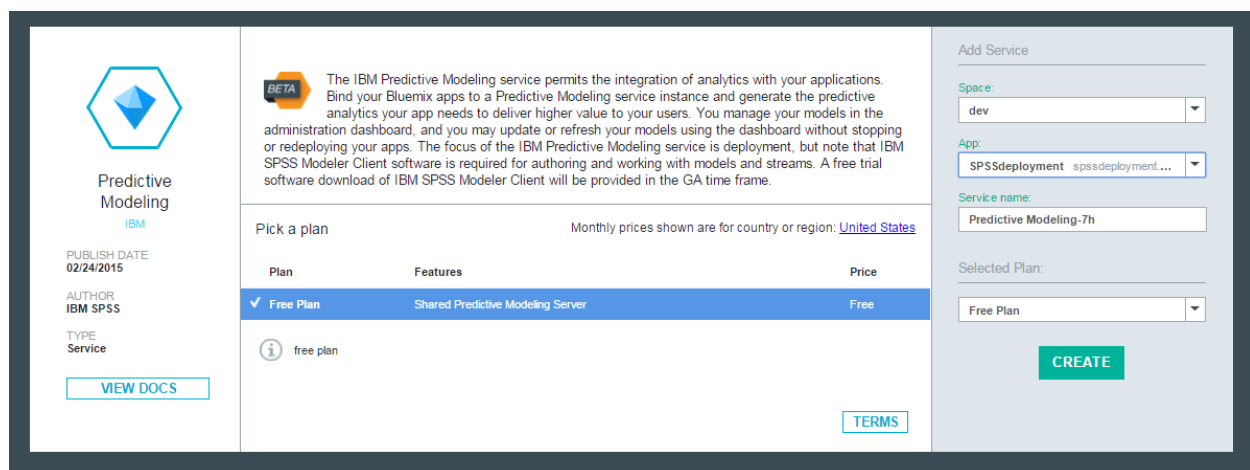 Predictive
Modeling
IBM
PUBLISH DATE
02/24/2015
AUTHOR
IBM SPSS
TYPE
Service
VIEW DOCS
BETA
The IBM Predictive Modeling service permits the integration of analytics with your applications.
Bind your Bluemix apps to a Predictive Modeling service instance and generate the predictive
analytics your app needs to deliver higher value to your users. You manage your models in the
administration dashboard, and you may update or refresh your models using the dashboard without stopping
or redeploying your apps. The focus of the IBM Predictive Modeling service is deployment, but note that IBM
SPSS Modeler Client software is required for authoring and working with models and streams. A free trial
software download of IBM SPSS Modeler Client will be provided in the GA time frame.
Pick a plan Monthly prices shown are for country or region: United States
Plan Features Price
Free Plan Shared Predictive Modeling Server Free
free plan
TERMS
Add Service
Space:
dev
App:
SPSSdeployment spssdeployment....
Service name:
Predictive Modeling-7h
Selected Plan:
Free Plan
CREATE